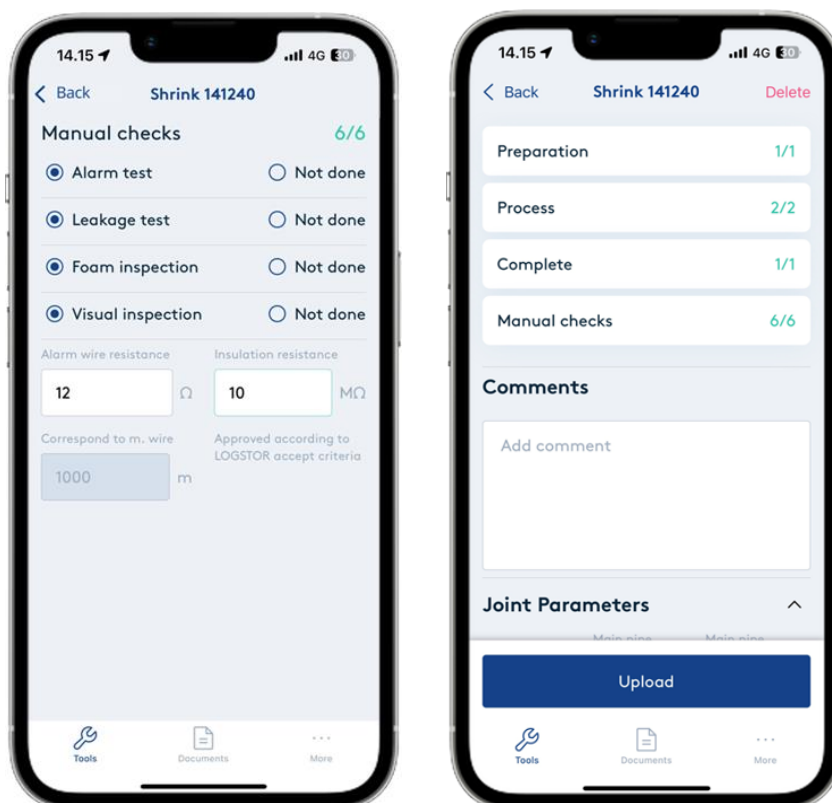 14.15
4G 30
Back Shrink 141240
Manual checks 6/6
Alarm test Not done
Leakage test Not done
Foam inspection Not done
Visual inspection Not done
Alarm wire resistance Insulation resistance
12 Ω 10 MΩ
Correspond to m. wire Approved according to
LOGSTOR accept criteria
1000 m
Tools Documents More
14.15
4G 30
Back Shrink 141240 Delete
Preparation 1/1
Process 2/2
Complete 1/1
Manual checks 6/6
Comments
Add comment
Joint Parameters
Main pipe Main pipe
Upload
Tools Documents More